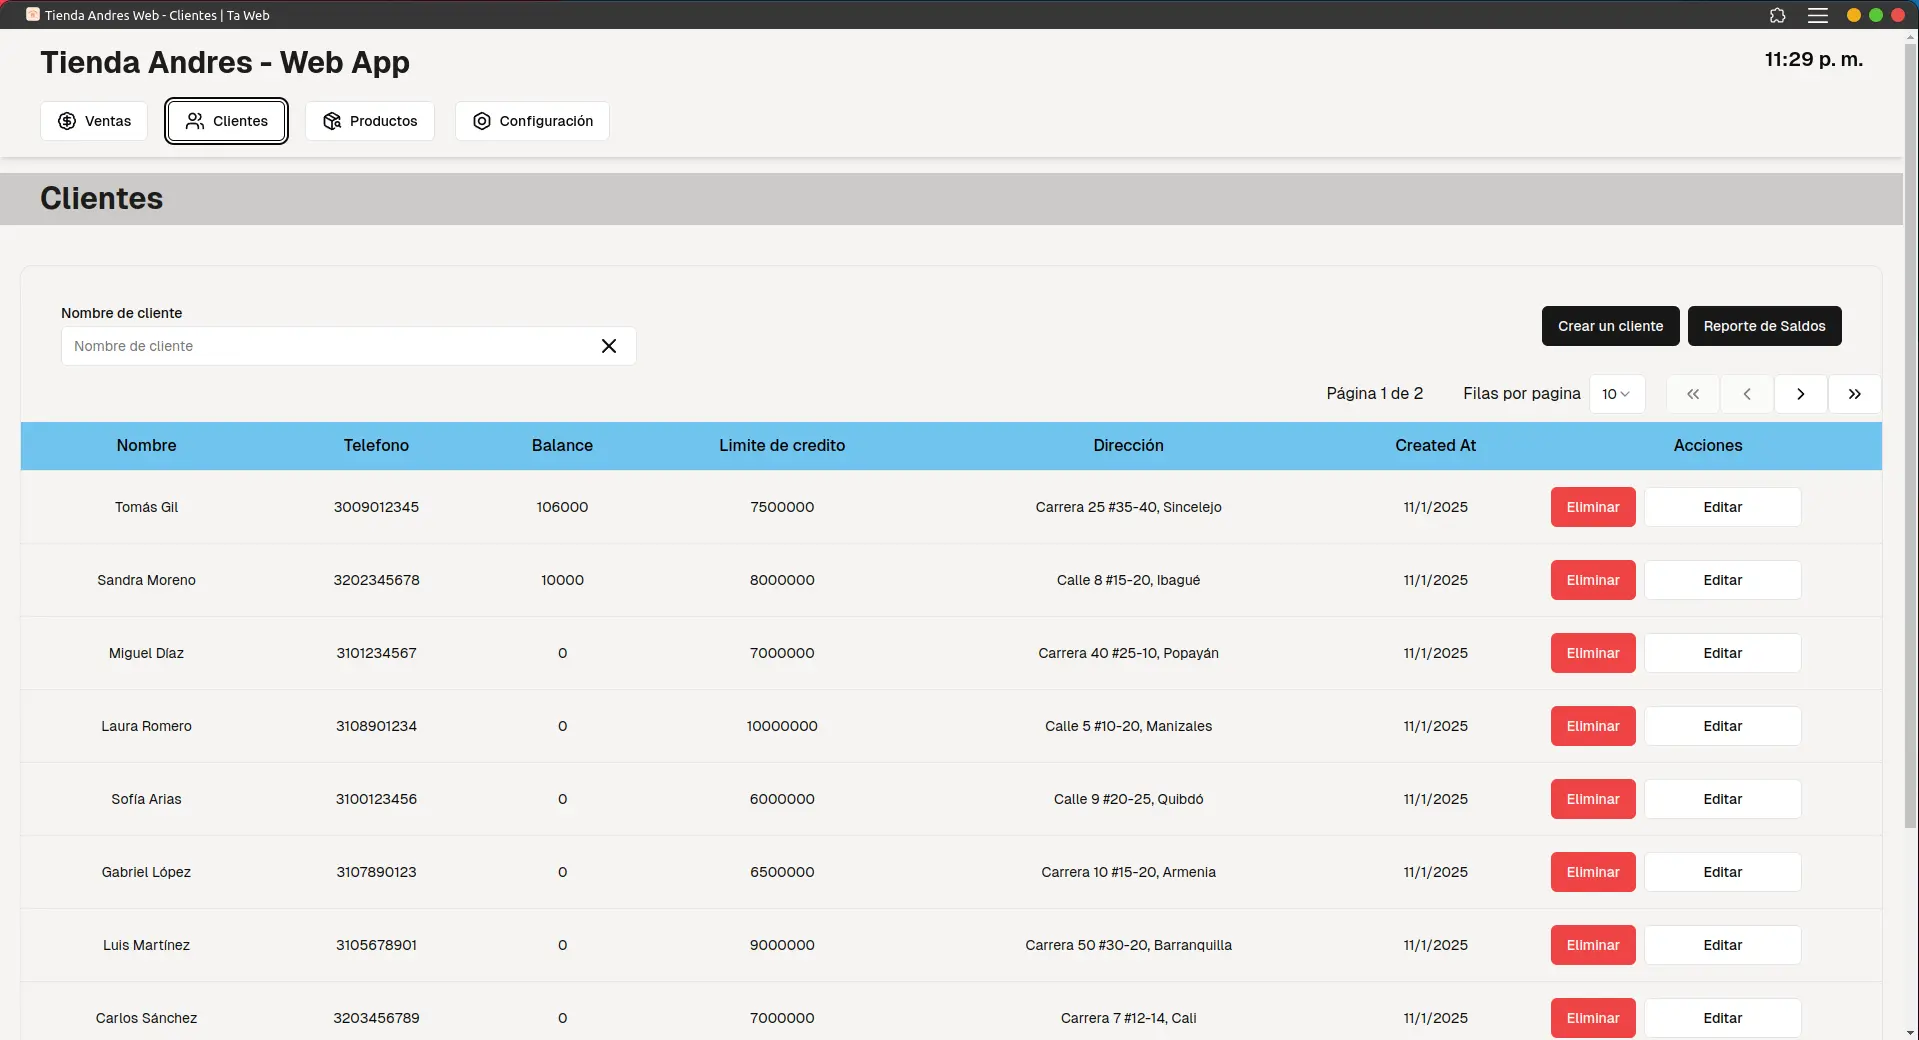 Tienda Andres Web - Clientes | Ta Web
Tienda Andres - Web App
11:29 p. m.
Ventas Clientes Productos Configuración
Clientes
Nombre de cliente
Nombre de cliente
Crear un cliente Reporte de Saldos
Página 1 de 2 Filas por pagina 10
Nombre Telefono Balance Limite de credito Dirección Created At Acciones
Tomás Gil 3009012345 106000 7500000 Carrera 25 #35-40, Sincelejo 11/1/2025 Eliminar Editar
Sandra Moreno 3202345678 10000 8000000 Calle 8 #15-20, Ibagué 11/1/2025 Eliminar Editar
Miguel Díaz 3101234567 0 7000000 Carrera 40 #25-10, Popayán 11/1/2025 Eliminar Editar
Laura Romero 3108901234 0 10000000 Calle 5 #10-20, Manizales 11/1/2025 Eliminar Editar
Sofía Arias 3100123456 0 6000000 Calle 9 #20-25, Quibdó 11/1/2025 Eliminar Editar
Gabriel López 3107890123 0 6500000 Carrera 10 #15-20, Armenia 11/1/2025 Eliminar Editar
Luis Martínez 3105678901 0 9000000 Carrera 50 #30-20, Barranquilla 11/1/2025 Eliminar Editar
Carlos Sánchez 3203456789 0 7000000 Carrera 7 #12-14, Cali 11/1/2025 Eliminar Editar